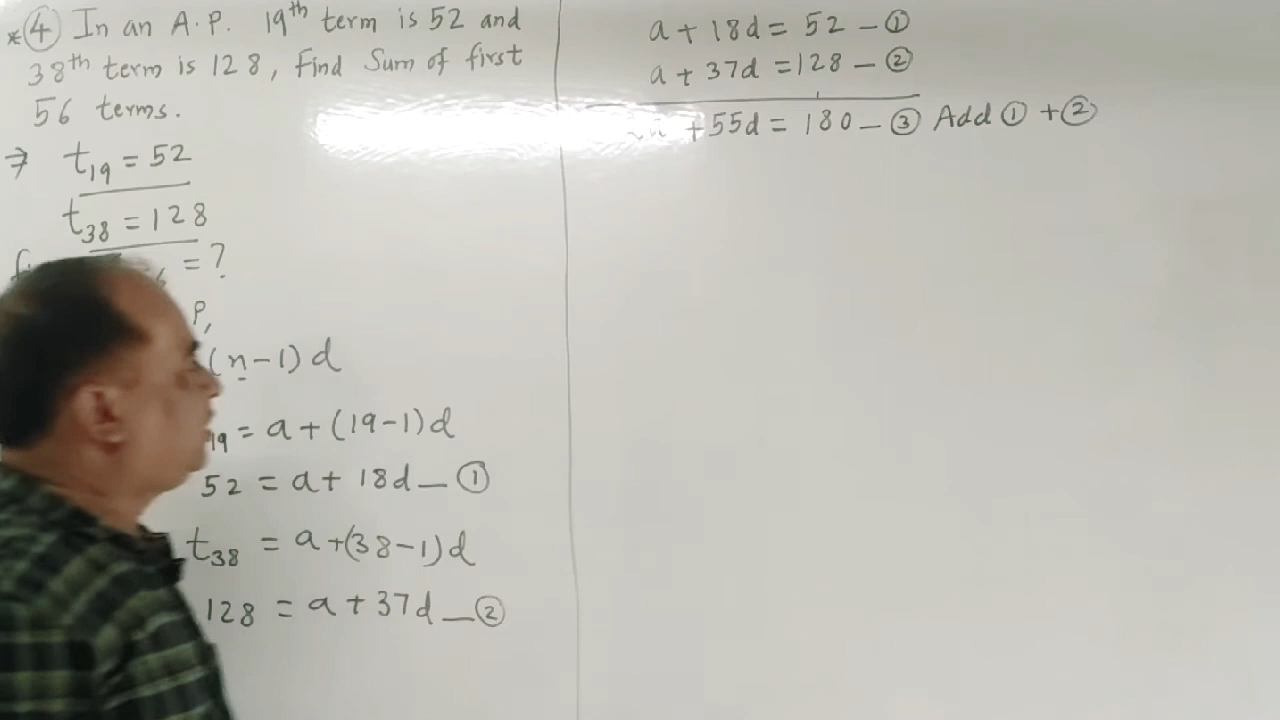 *④ In an A.P. 19th term is 52 and
38th term is 128, Find Sum of first
56 terms.
⇒ t19 = 52
t38 = 128
= ?
P,
(n-1)d
19 = a+(19-1)d
52 = a+ 18d — ①
t38 = a+(38-1)d
128 = a+37d — ②
a+18d = 52 — ①
a+37d = 128 — ②
+55d = 180 — ③ Add ① + ②